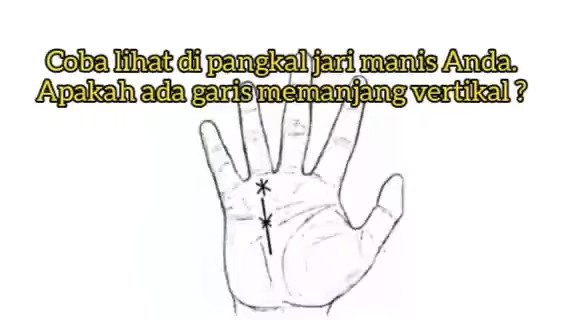 Coba lihat di pangkal jari manis Anda.
Apakah ada garis memanjang vertikal ?